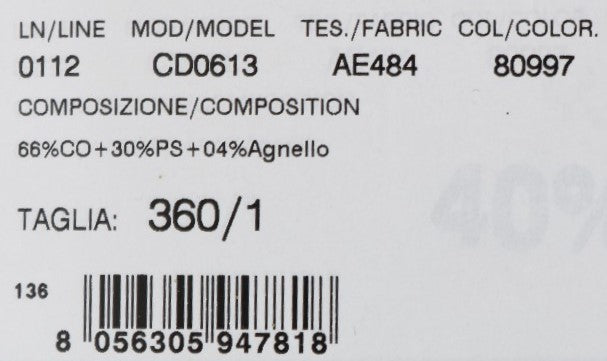 LN/LINE MOD/MODEL TES./FABRIC COL/COLOR.
0112 CD0613 AE484 80997
COMPOSIZIONE/COMPOSITION
66%CO+30%PS+04%Agnello
40%
TAGLIA: 360/1
136
8 056305 947818